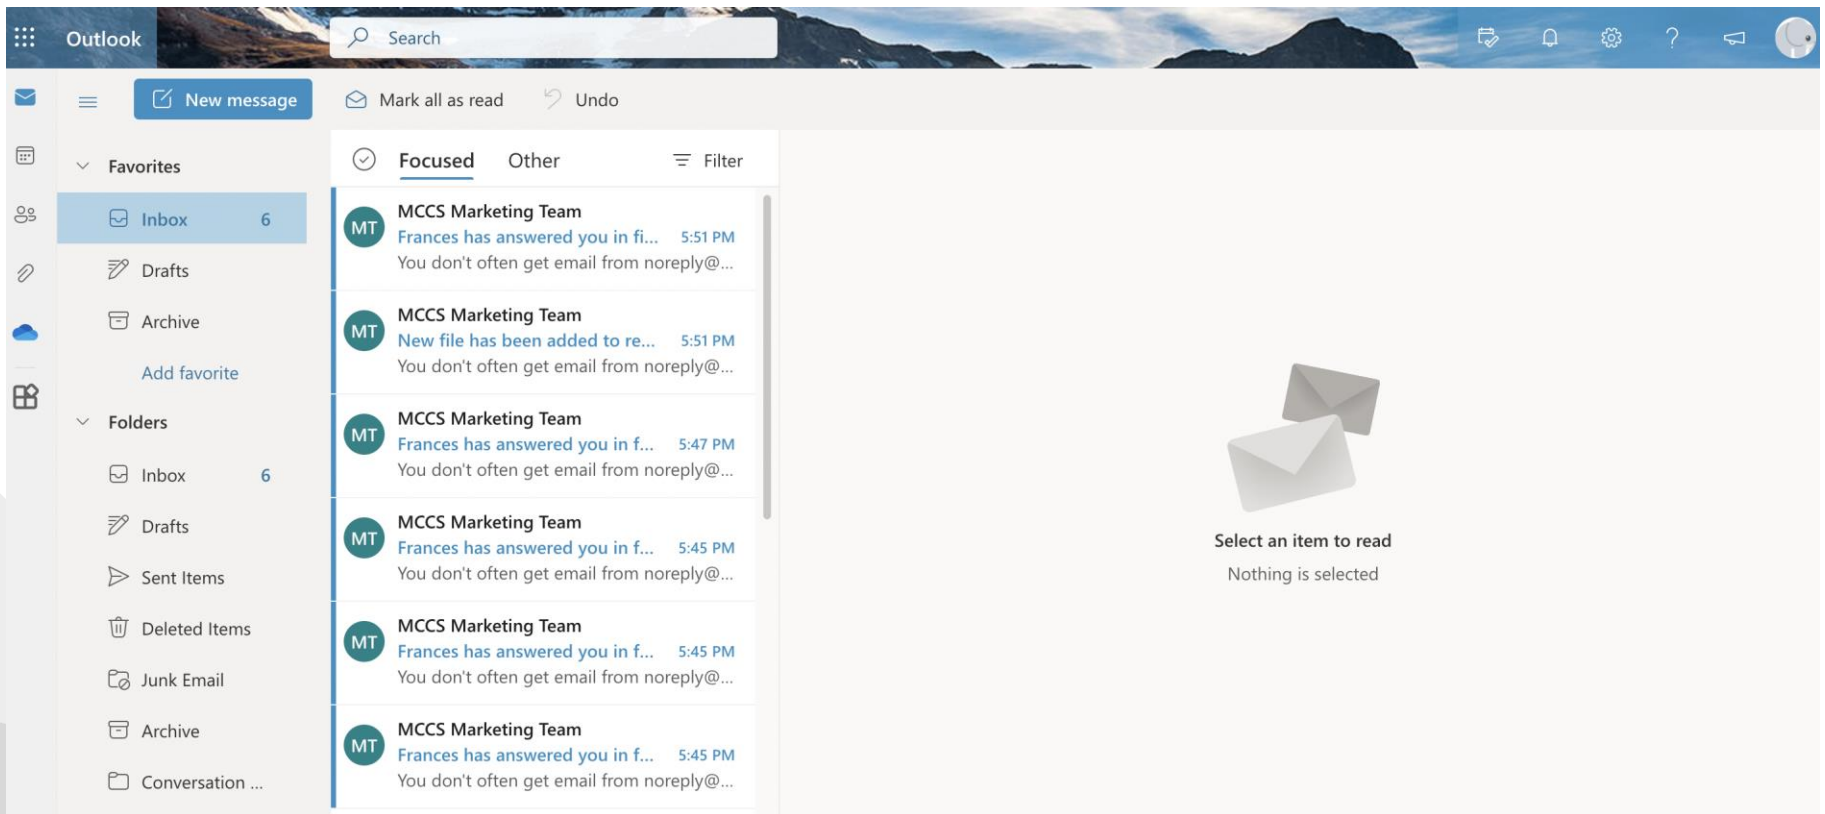 Outlook
Search
New message
Mark all as read
Undo
Favorites
Inbox 6
Drafts
Archive
Add favorite
Folders
Inbox 6
Drafts
Sent Items
Deleted Items
Junk Email
Archive
Conversation ...
Focused Other Filter
MT
MCCS Marketing Team
Frances has answered you in fi... 5:51 PM
You don't often get email from noreply@...
MT
MCCS Marketing Team
New file has been added to re... 5:51 PM
You don't often get email from noreply@...
MT
MCCS Marketing Team
Frances has answered you in f... 5:47 PM
You don't often get email from noreply@...
MT
MCCS Marketing Team
Frances has answered you in f... 5:45 PM
You don't often get email from noreply@...
MT
MCCS Marketing Team
Frances has answered you in f... 5:45 PM
You don't often get email from noreply@...
MT
MCCS Marketing Team
Frances has answered you in f... 5:45 PM
You don't often get email from noreply@...
Select an item to read
Nothing is selected